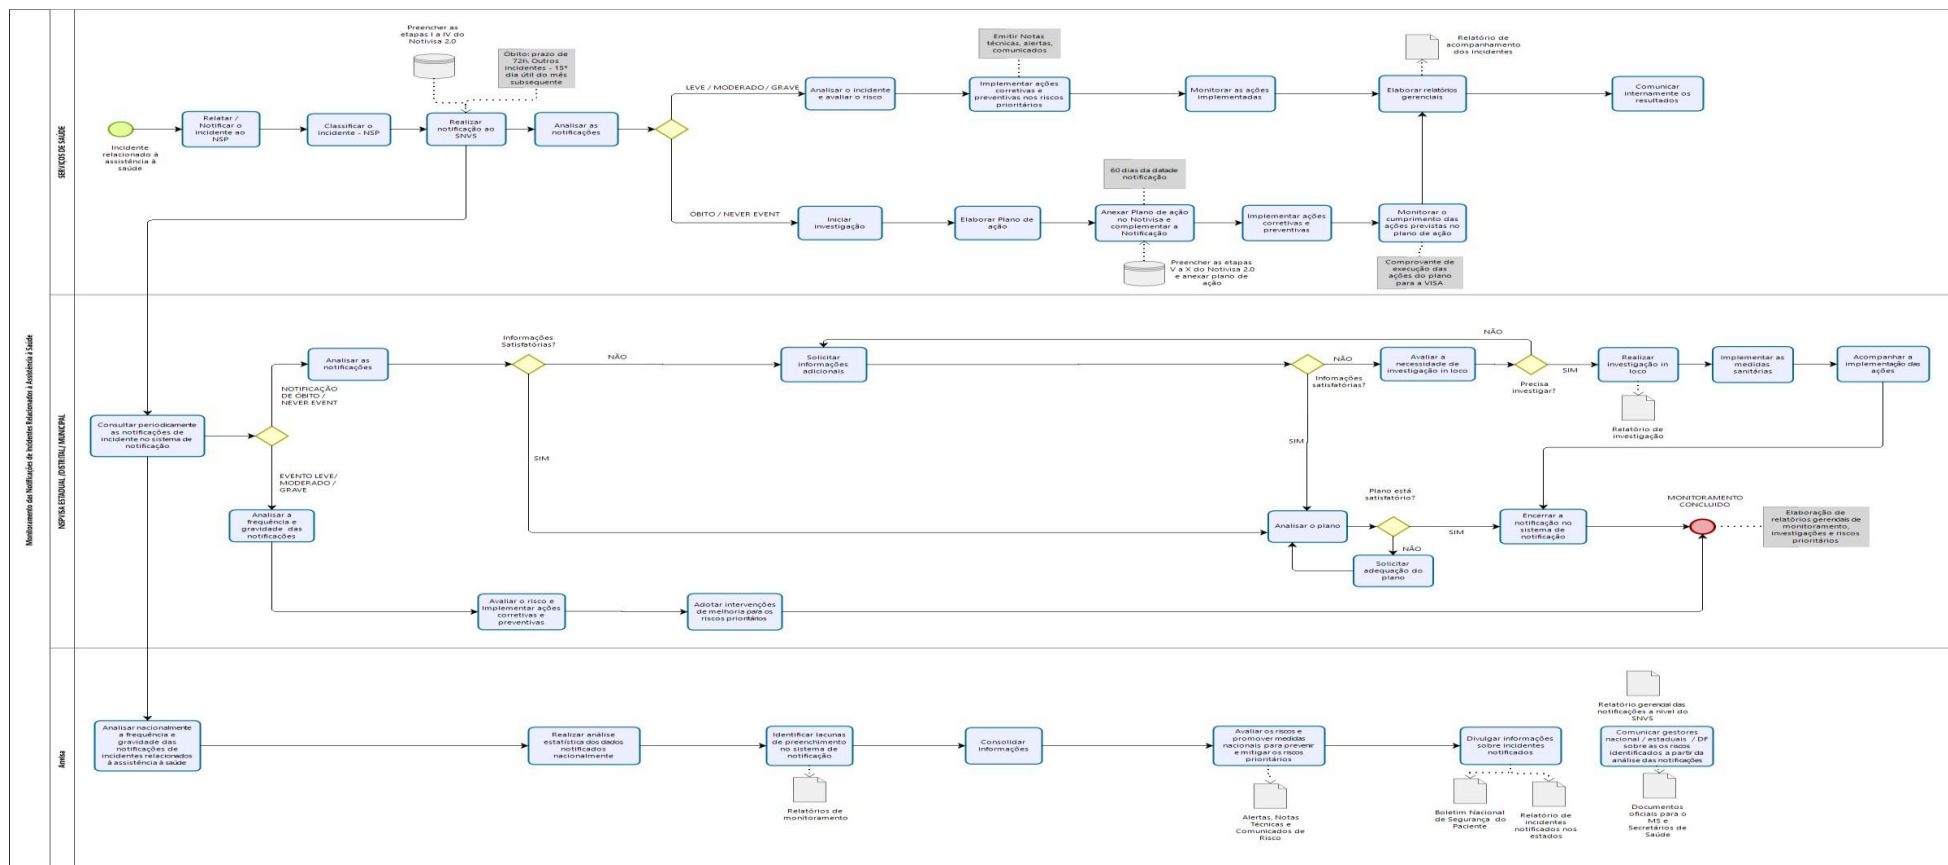 Monitoramento das Notificações de Incidentes Relacionados à Assistência à Saúde
SERVIÇOS DE SAÚDE
Preencher as
etapas I a IV do
Notivisa 2.0
Óbito: prazo de
72h. Outros
incidentes - 15º
dia útil do mês
subsequente
Incidente
relacionado à
assistência à
saúde
Relatar /
Notificar o
incidente ao
NSP
Classificar o
incidente - NSP
Realizar
notificação ao
SNVS
Analisar as
notificações
LEVE / MODERADO / GRAVE
Analisar o incidente
e avaliar o risco
Emitir Notas
técnicas, alertas,
comunicados
Implementar ações
corretivas e
preventivas nos riscos
prioritários
Monitorar as ações
implementadas
Relatório de
acompanhamento
dos incidentes
Elaborar relatórios
gerenciais
Comunicar
internamente os
resultados
ÓBITO / NEVER EVENT
Iniciar
investigação
Elaborar Plano de
ação
60 dias da datade
notificação
Anexar Plano de ação
no Notivisa e
complementar a
Notificação
Preencher as etapas
V a X do Notivisa 2.0
e anexar plano de
ação
Implementar ações
corretivas e
preventivas
Monitorar o
cumprimento das
ações previstas no
plano de ação
Comprovante de
execução das
ações do plano
para a VISA
NSP/VISA ESTADUAL /DISTRITAL/ MUNICIPAL
Consultar periodicamente
as notificações de
incidente no sistema de
notificação
NOTIFICAÇÃO
DE ÓBITO /
NEVER EVENT
Analisar as
notificações
Informações
Satisfatórias?
NÃO
SIM
Solicitar
informações
adicionais
Infomações
satisfatórias?
NÃO
SIM
Avaliar a
necessidade de
investigação in loco
NÃO
Precisa
investigar?
SIM
Realizar
investigação in
loco
Relatório de
investigação
Implementar as
medidas
sanitárias
Acompanhar a
implementação das
ações
EVENTO LEVE/
MODERADO /
GRAVE
Analisar a
frequência e
gravidade das
notificações
Avaliar o risco e
Implementar ações
corretivas e
preventivas
Adotar intervenções
de melhoria para os
riscos prioritários
Analisar o plano
Plano está
satisfatório?
SIM
NÃO
Solicitar
adequação do
plano
Encerrar a
notificação no
sistema de
notificação
MONITORAMENTO
CONCLUIDO
Elaboração de
relatórios gerenciais de
monitoramento,
investigações e riscos
prioritários
Anvisa
Analisar nacionalmente
a frequência e
gravidade das
notificações de
incidentes relacionados
à assistência à saúde
Realizar análise
estatística dos dados
notificados
nacionalmente
Identificar lacunas
de preenchimento
no sistema de
notificação
Relatórios de
monitoramento
Consolidar
informações
Avaliar os riscos e
promover medidas
nacionais para prevenir
e mitigar os riscos
prioritários
Alertas, Notas
Técnicas e
Comunicados de
Risco
Divulgar informações
sobre incidentes
notificados
Boletim Nacional
de Segurança do
Paciente
Relatório de
incidentes
notificados nos
estados
Relatório gerencial das
notificações a nível do
SNVS
Comunicar gestores
nacional / estaduais / DF
sobre as os riscos
identificados a partir da
análise das notificações
Documentos
oficiais para o
MS e
Secretários de
Saúde